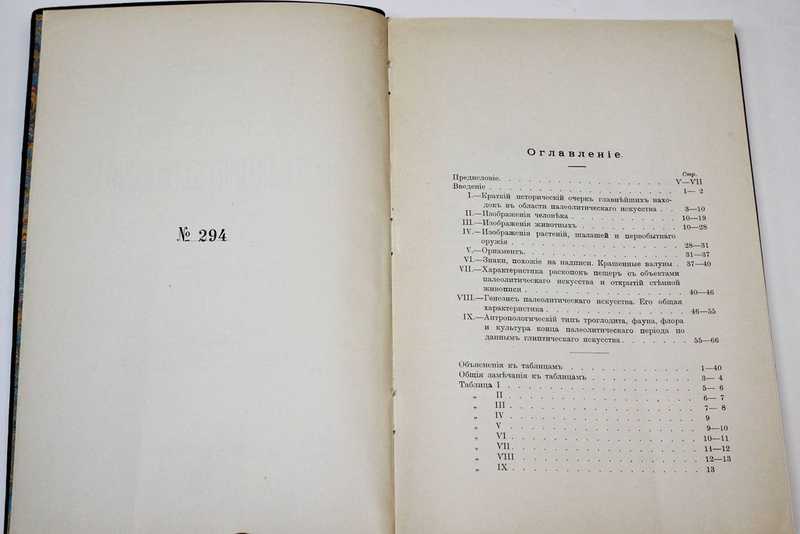 № 294
Оглавленіе.
Стр.
Предисловіе. . . . . . . . . . . . . . . . . . V—VII
Введеніе . . . . . . . . . . . . . . . . . . . 1— 2
I.—Краткій историческій очеркъ главнѣйшихъ нахо-
докъ въ области палеолитическаго искусства . . 3—10
II.—Изображенія человѣка . . . . . . . . . . . 10—19
III.—Изображенія животныхъ . . . . . . . . . . 10—28
IV.—Изображенія растеній, шалашей и первобытнаго
оружія . . . . . . . . . . . . . . . . . . 28—31
V.—Орнаментъ. . . . . . . . . . . . . . . . 31—37
VI.—Знаки, похожіе на надписи. Крашенные валуны . 37—40
VII.—Характеристика раскопокъ пещеръ съ объектами
палеолитическаго искусства и открытій стѣнной
живописи . . . . . . . . . . . . . . . . . 40—46
VIII.—Генезисъ палеолитическаго искусства. Его общая
характеристика . . . . . . . . . . . . . . . 46—55
IX.—Антропологическій типъ троглодита, фауна, флора
и культура конца палеолитическаго періода по
даннымъ глиптическаго искусства . . . . . . . 55—66
Объясненія къ таблицамъ . . . . . . . . . . . 1—40
Общія замѣчанія къ таблицамъ . . . . . . . . . 3— 4
Таблица I . . . . . . . . . . . . . . . . . 5— 6
„ II . . . . . . . . . . . . . . . . . 6— 7
„ III . . . . . . . . . . . . . . . . . 7— 8
„ IV . . . . . . . . . . . . . . . . . 9
„ V . . . . . . . . . . . . . . . . . 9—10
„ VI . . . . . . . . . . . . . . . . . 10—11
„ VII . . . . . . . . . . . . . . . . . 11—12
„ VIII . . . . . . . . . . . . . . . . . 12—13
„ IX . . . . . . . . . . . . . . . . . 13